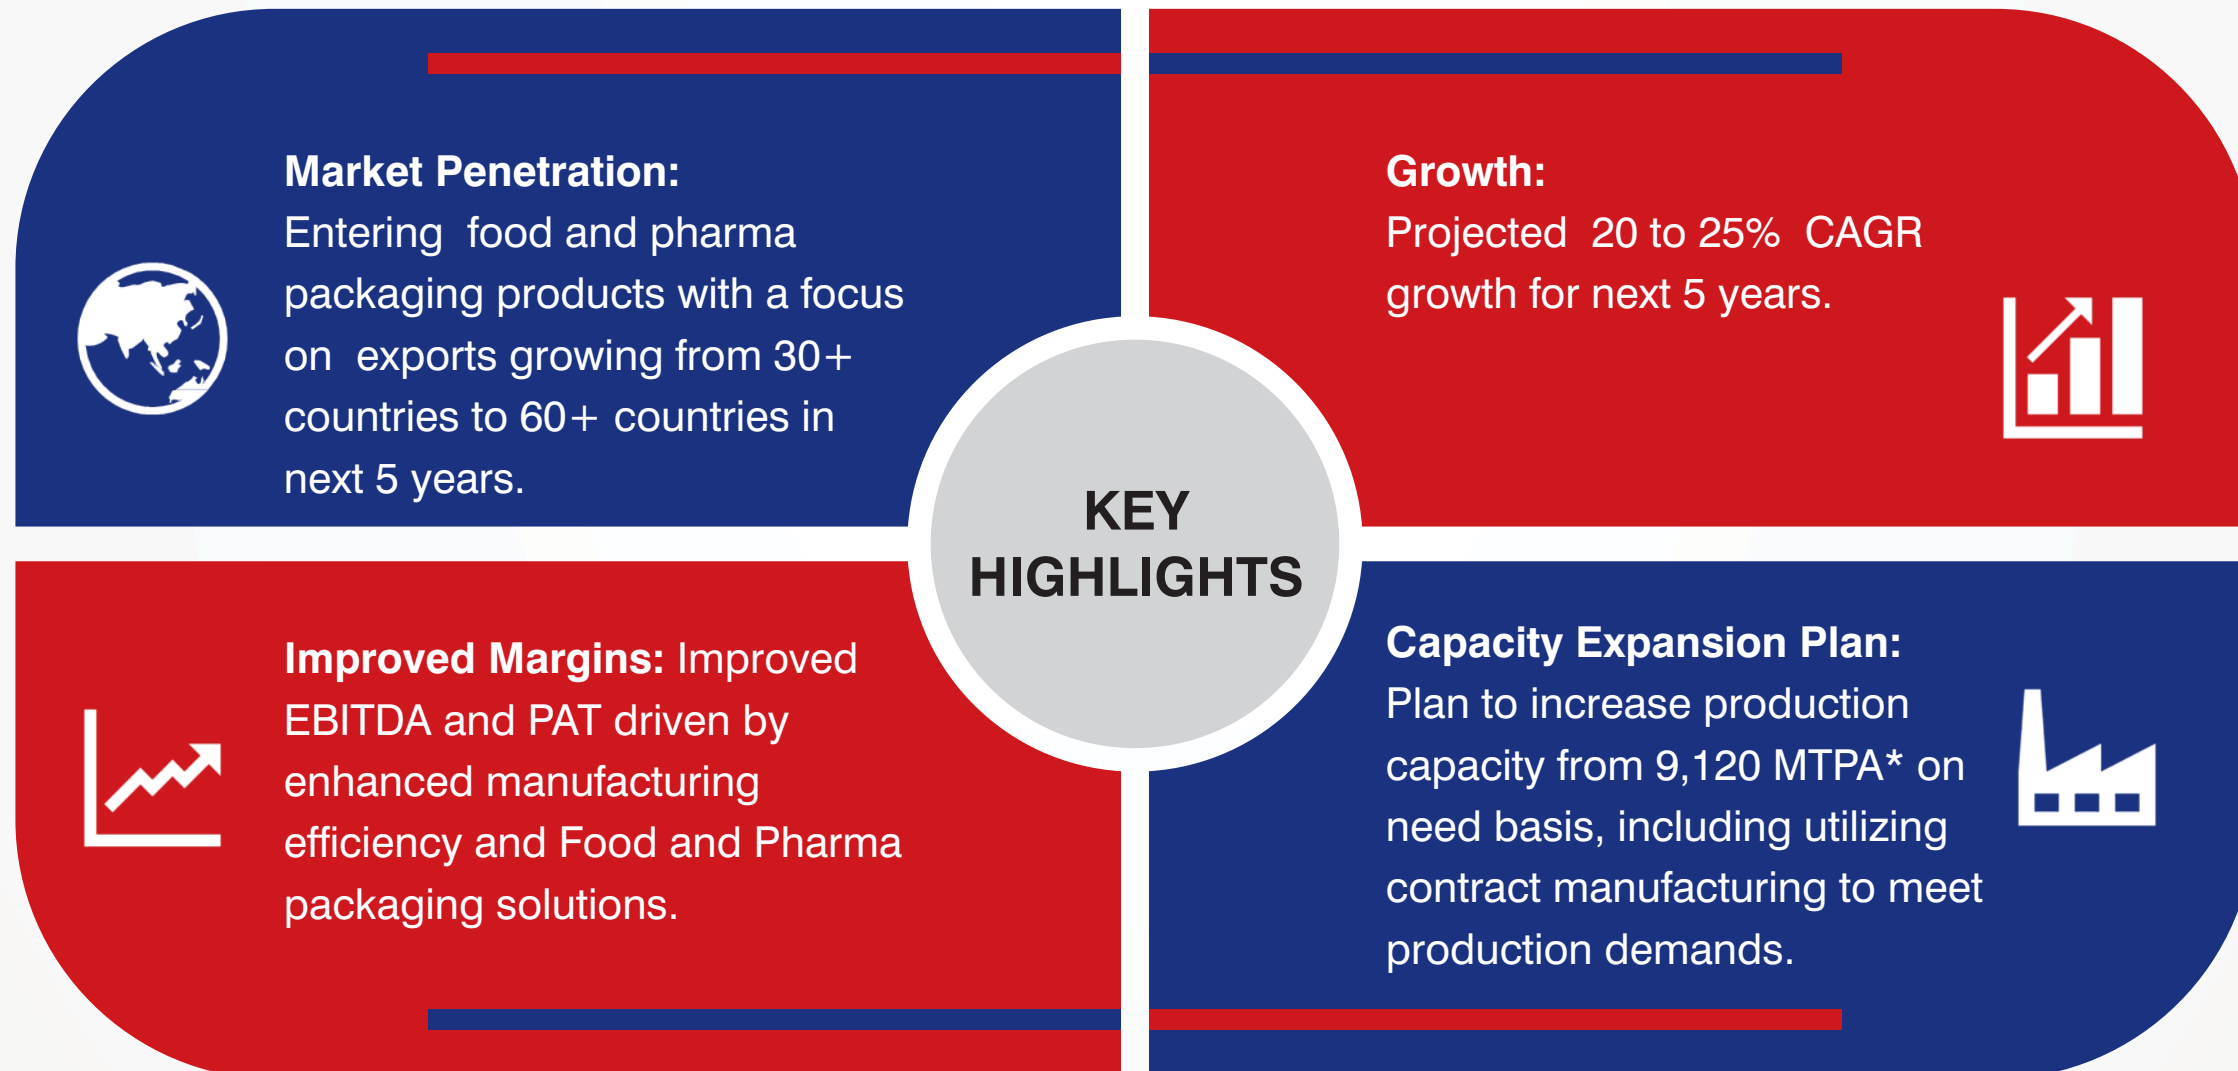 Market Penetration:
Entering food and pharma
packaging products with a focus
on exports growing from 30+
countries to 60+ countries in
next 5 years.
Growth:
Projected 20 to 25% CAGR
growth for next 5 years.
KEY
HIGHLIGHTS
Improved Margins: Improved
EBITDA and PAT driven by
enhanced manufacturing
efficiency and Food and Pharma
packaging solutions.
Capacity Expansion Plan:
Plan to increase production
capacity from 9,120 MTPA* on
need basis, including utilizing
contract manufacturing to meet
production demands.